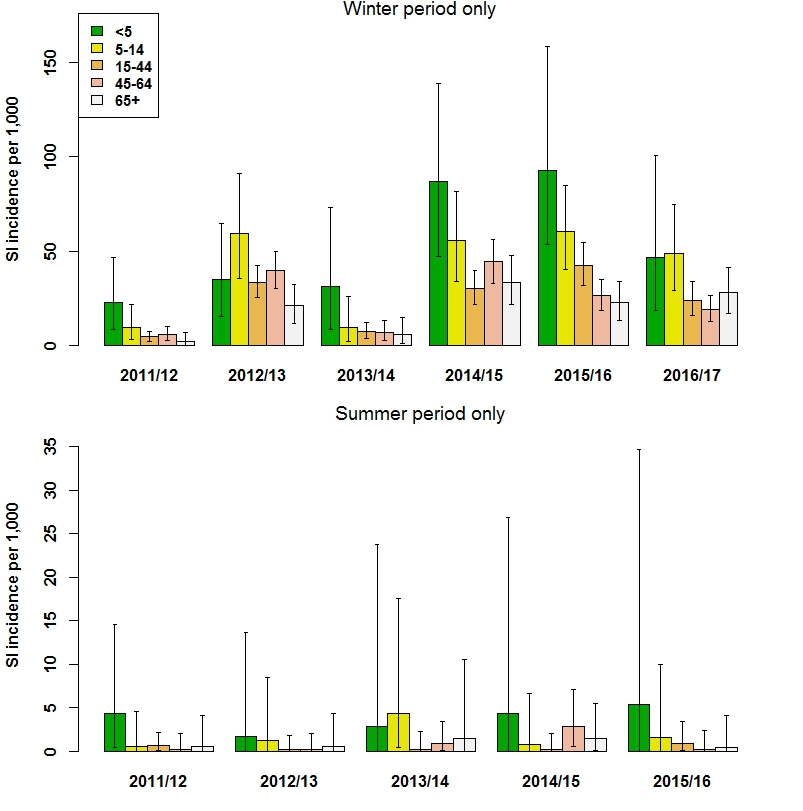 Winter period only
<5
5-14
15-44
45-64
65+
SI incidence per 1,000
150
100
50
0
2011/12 2012/13 2013/14 2014/15 2015/16 2016/17
Summer period only
SI incidence per 1,000
35
30
25
20
15
10
5
0
2011/12 2012/13 2013/14 2014/15 2015/16